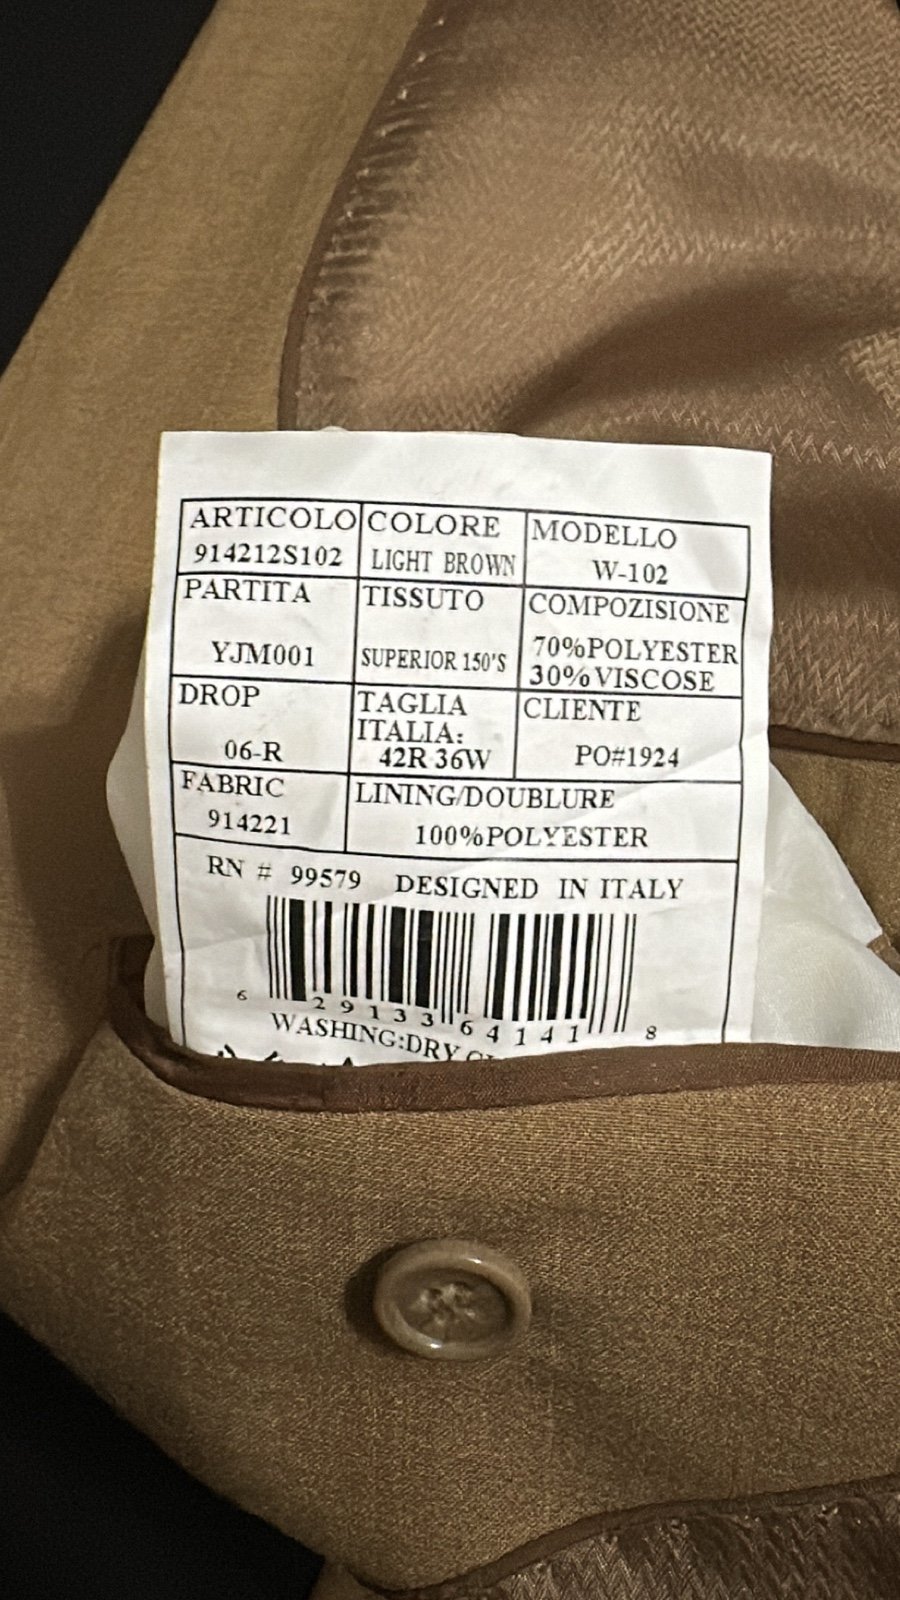 ARTICOLO COLORE MODELLO
914212S102 LIGHT BROWN W-102
PARTITA TISSUTO COMPOZISIONE
YJM001 SUPERIOR 150'S 70%POLYESTER
30%VISCOSE
DROP TAGLIA CLIENTE
ITALIA:
06-R 42R 36W PO#1924
FABRIC LINING/DOUBLURE
914221 100%POLYESTER
RN # 99579 DESIGNED IN ITALY
6 29133 64141 8
WASHING:DRY